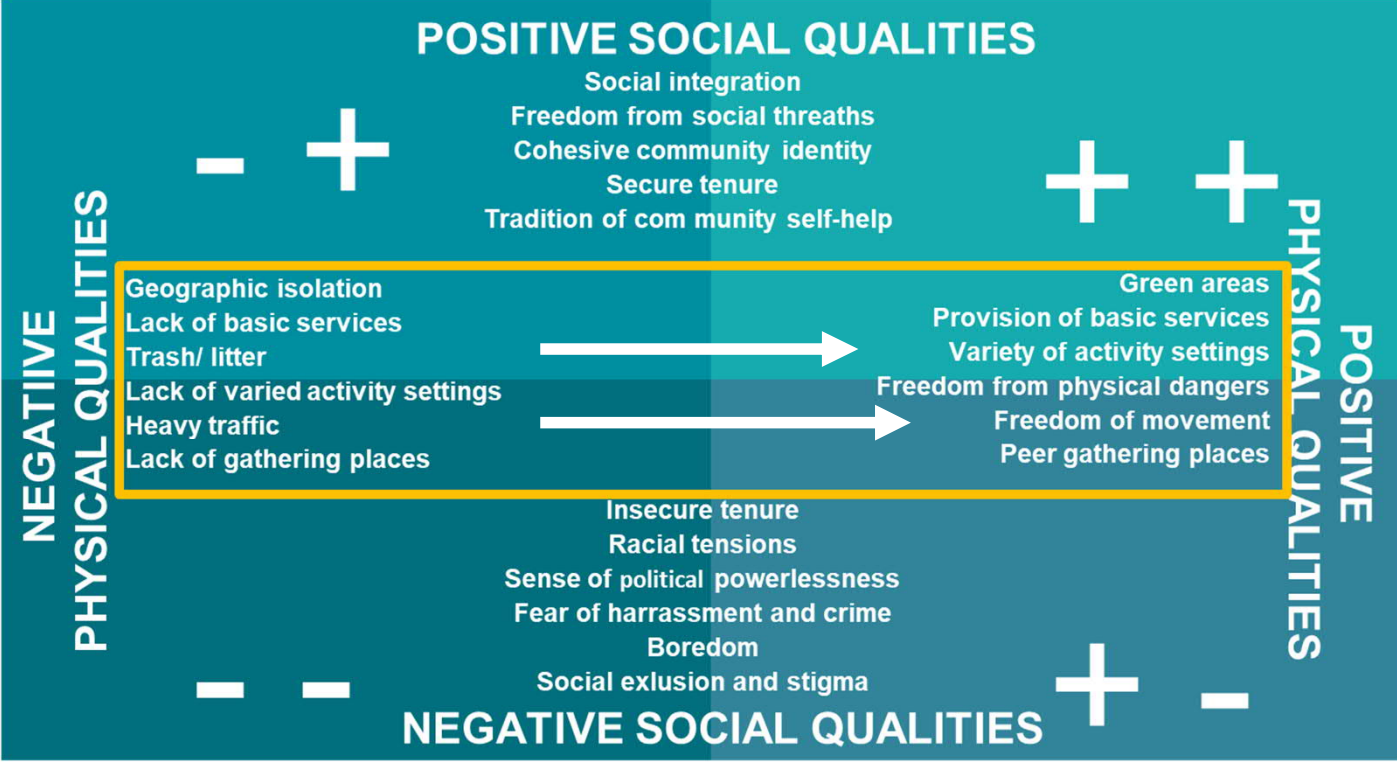 POSITIVE SOCIAL QUALITIES
Social integration
Freedom from social threaths
Cohesive community identity
Secure tenure
Tradition of com munity self-help
- +
+ +
NEGATIIVE
PHYSICAL QUALITIES
Geographic isolation
Lack of basic services
Trash/ litter
Lack of varied activity settings
Heavy traffic
Lack of gathering places
Green areas
Provision of basic services
Variety of activity settings
Freedom from physical dangers
Freedom of movement
Peer gathering places
POSITIVE
PHYSICAL QUALITIES
Insecure tenure
Racial tensions
Sense of political powerlessness
Fear of harrassment and crime
Boredom
Social exlusion and stigma
- -
+ -
NEGATIVE SOCIAL QUALITIES